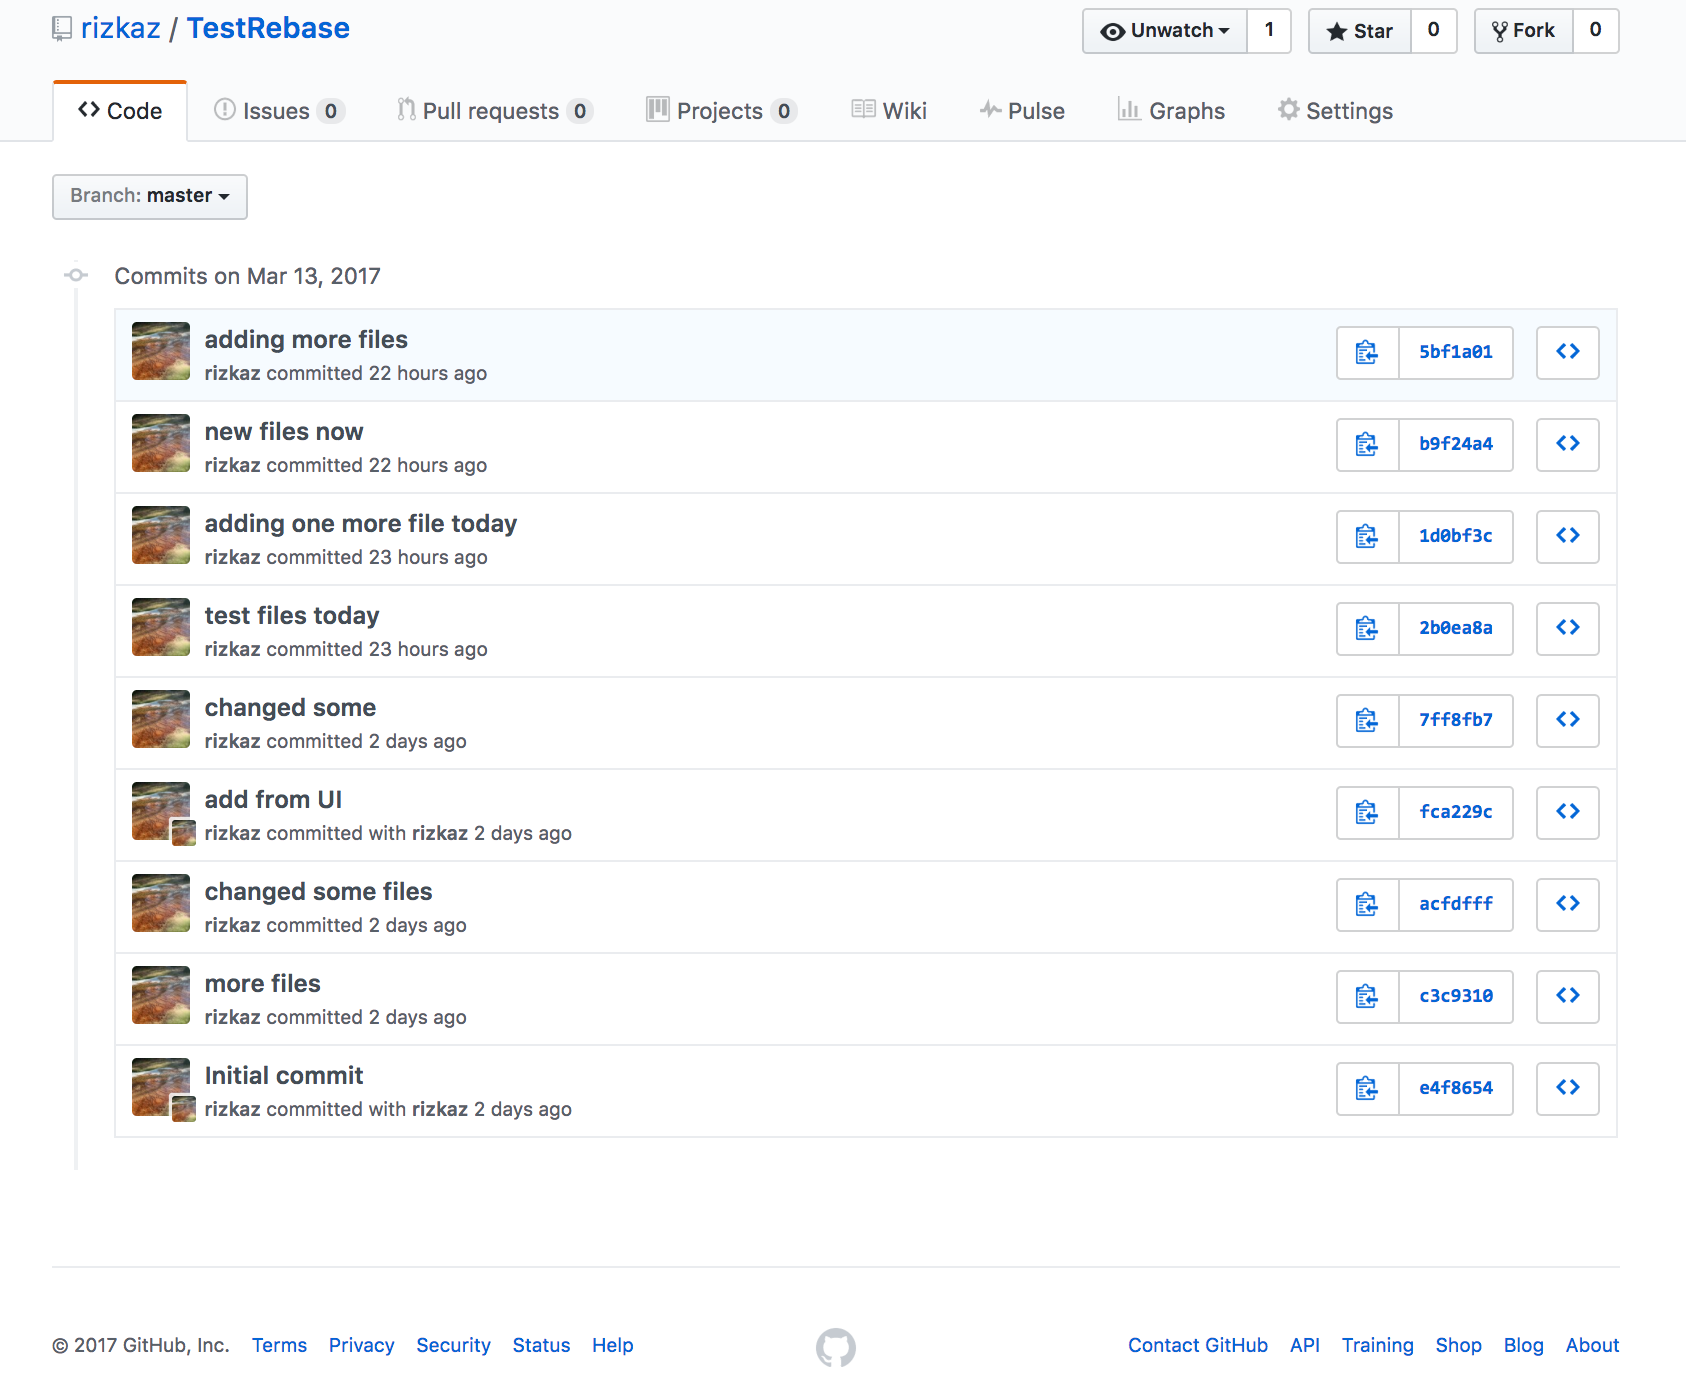 rizkaz / TestRebase
Unwatch 1 Star 0 Fork 0
Code Issues 0 Pull requests 0 Projects 0 Wiki Pulse Graphs Settings
Branch: master
Commits on Mar 13, 2017
adding more files
rizkaz committed 22 hours ago
5bf1a01
new files now
rizkaz committed 22 hours ago
b9f24a4
adding one more file today
rizkaz committed 23 hours ago
1d0bf3c
test files today
rizkaz committed 23 hours ago
2b0ea8a
changed some
rizkaz committed 2 days ago
7ff8fb7
add from UI
rizkaz committed with rizkaz 2 days ago
fca229c
changed some files
rizkaz committed 2 days ago
acfdfff
more files
rizkaz committed 2 days ago
c3c9310
Initial commit
rizkaz committed with rizkaz 2 days ago
e4f8654
© 2017 GitHub, Inc. Terms Privacy Security Status Help Contact GitHub API Training Shop Blog About